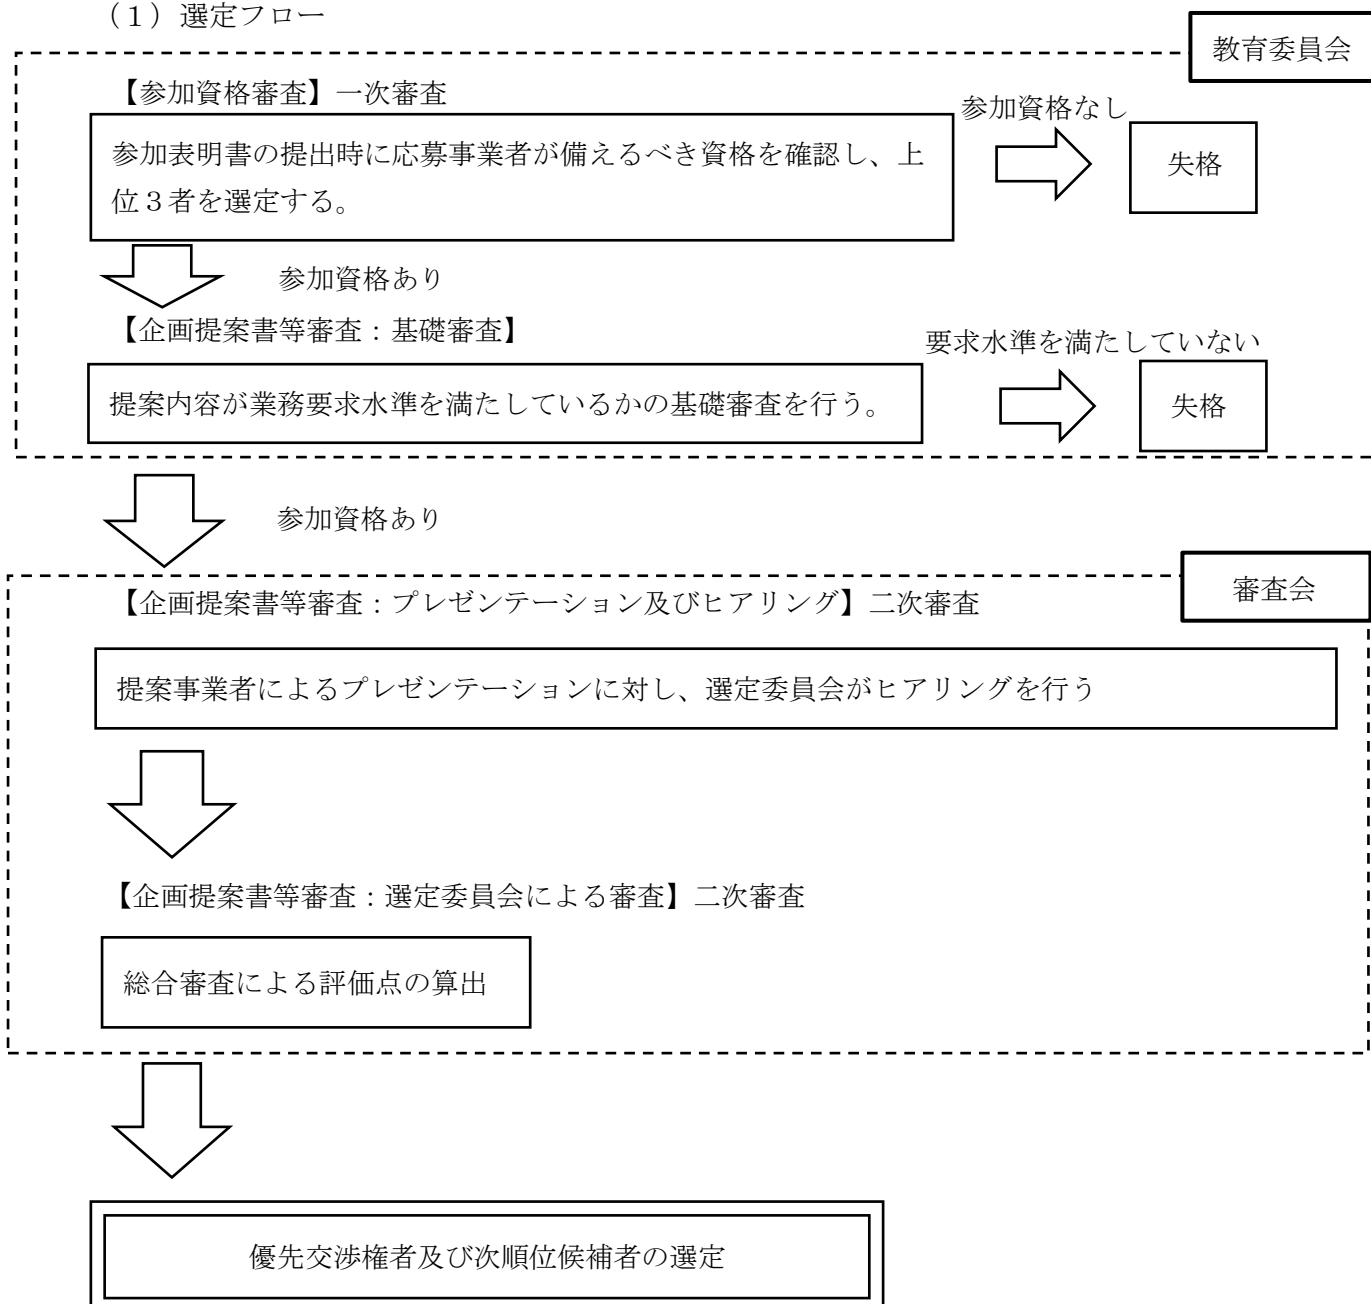 （１）選定フロー
教育委員会
【参加資格審査】一次審査
参加資格なし
参加表明書の提出時に応募事業者が備えるべき資格を確認し、上
位３者を選定する。
失格
参加資格あり
【企画提案書等審査：基礎審査】
要求水準を満たしていない
提案内容が業務要求水準を満たしているかの基礎審査を行う。
失格
参加資格あり
審査会
【企画提案書等審査：プレゼンテーション及びヒアリング】二次審査
提案事業者によるプレゼンテーションに対し、選定委員会がヒアリングを行う
【企画提案書等審査：選定委員会による審査】二次審査
総合審査による評価点の算出
優先交渉権者及び次順位候補者の選定